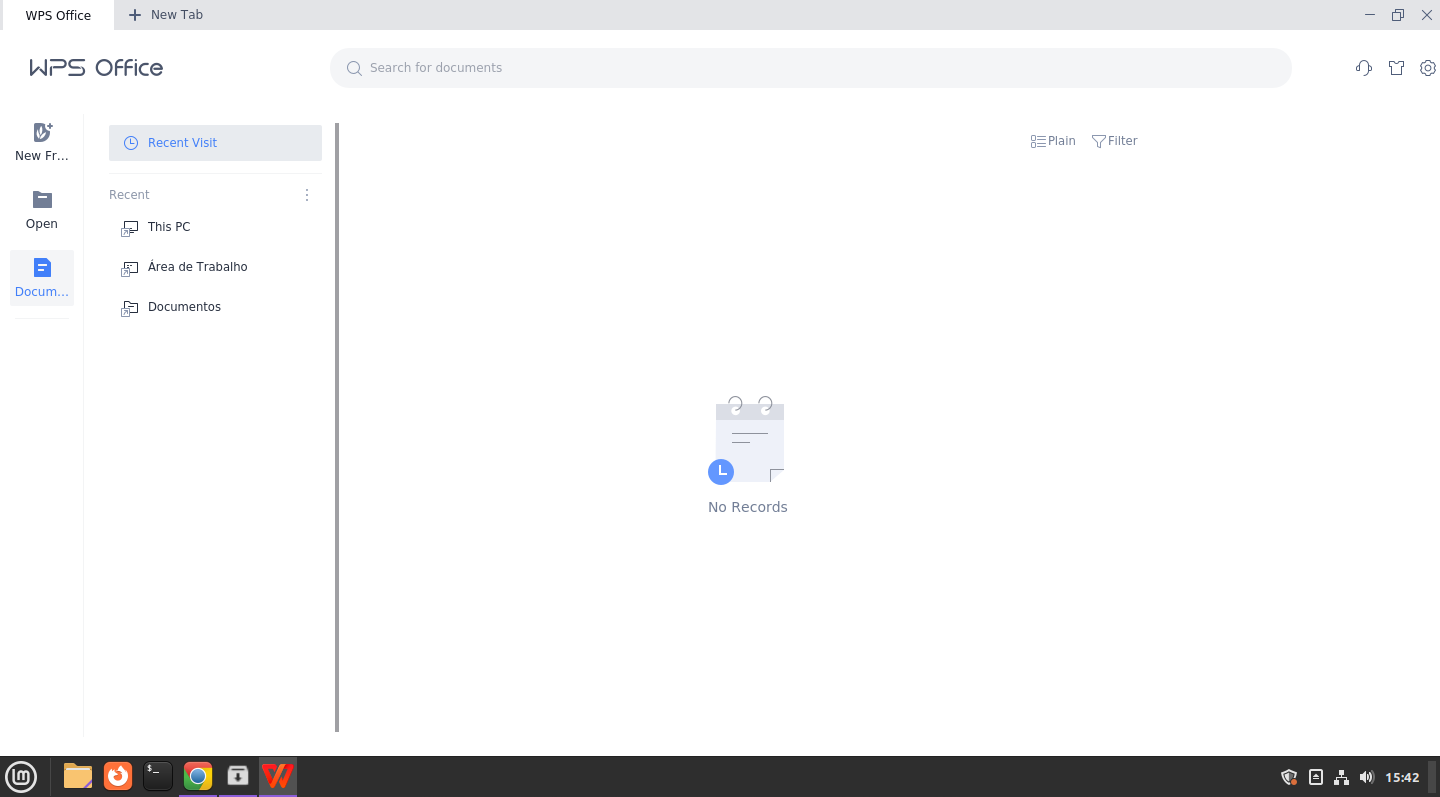 WPS Office
New Tab
WPS Office
Search for documents
New Fr...
Open
Docum...
Recent Visit
Recent
This PC
Área de Trabalho
Documentos
Plain
Filter
No Records
$_
lm
15:42